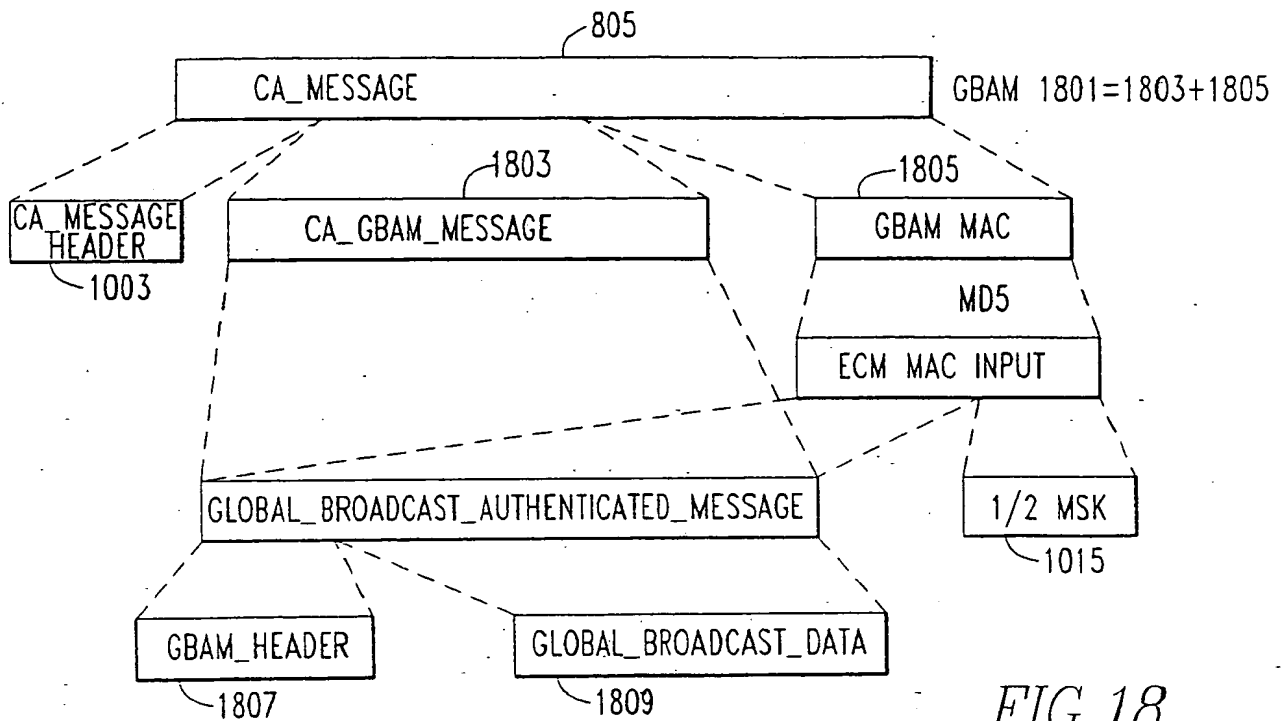 805
CA_MESSAGE
GBAM 1801=1803+1805
1803
1805
CA_MESSAGE
HEADER
CA_GBAM_MESSAGE
GBAM MAC
1003
MD5
ECM MAC INPUT
GLOBAL_BROADCAST_AUTHENTICATED_MESSAGE
1/2 MSK
1015
GBAM_HEADER
GLOBAL_BROADCAST_DATA
1807
1809
FIG.18